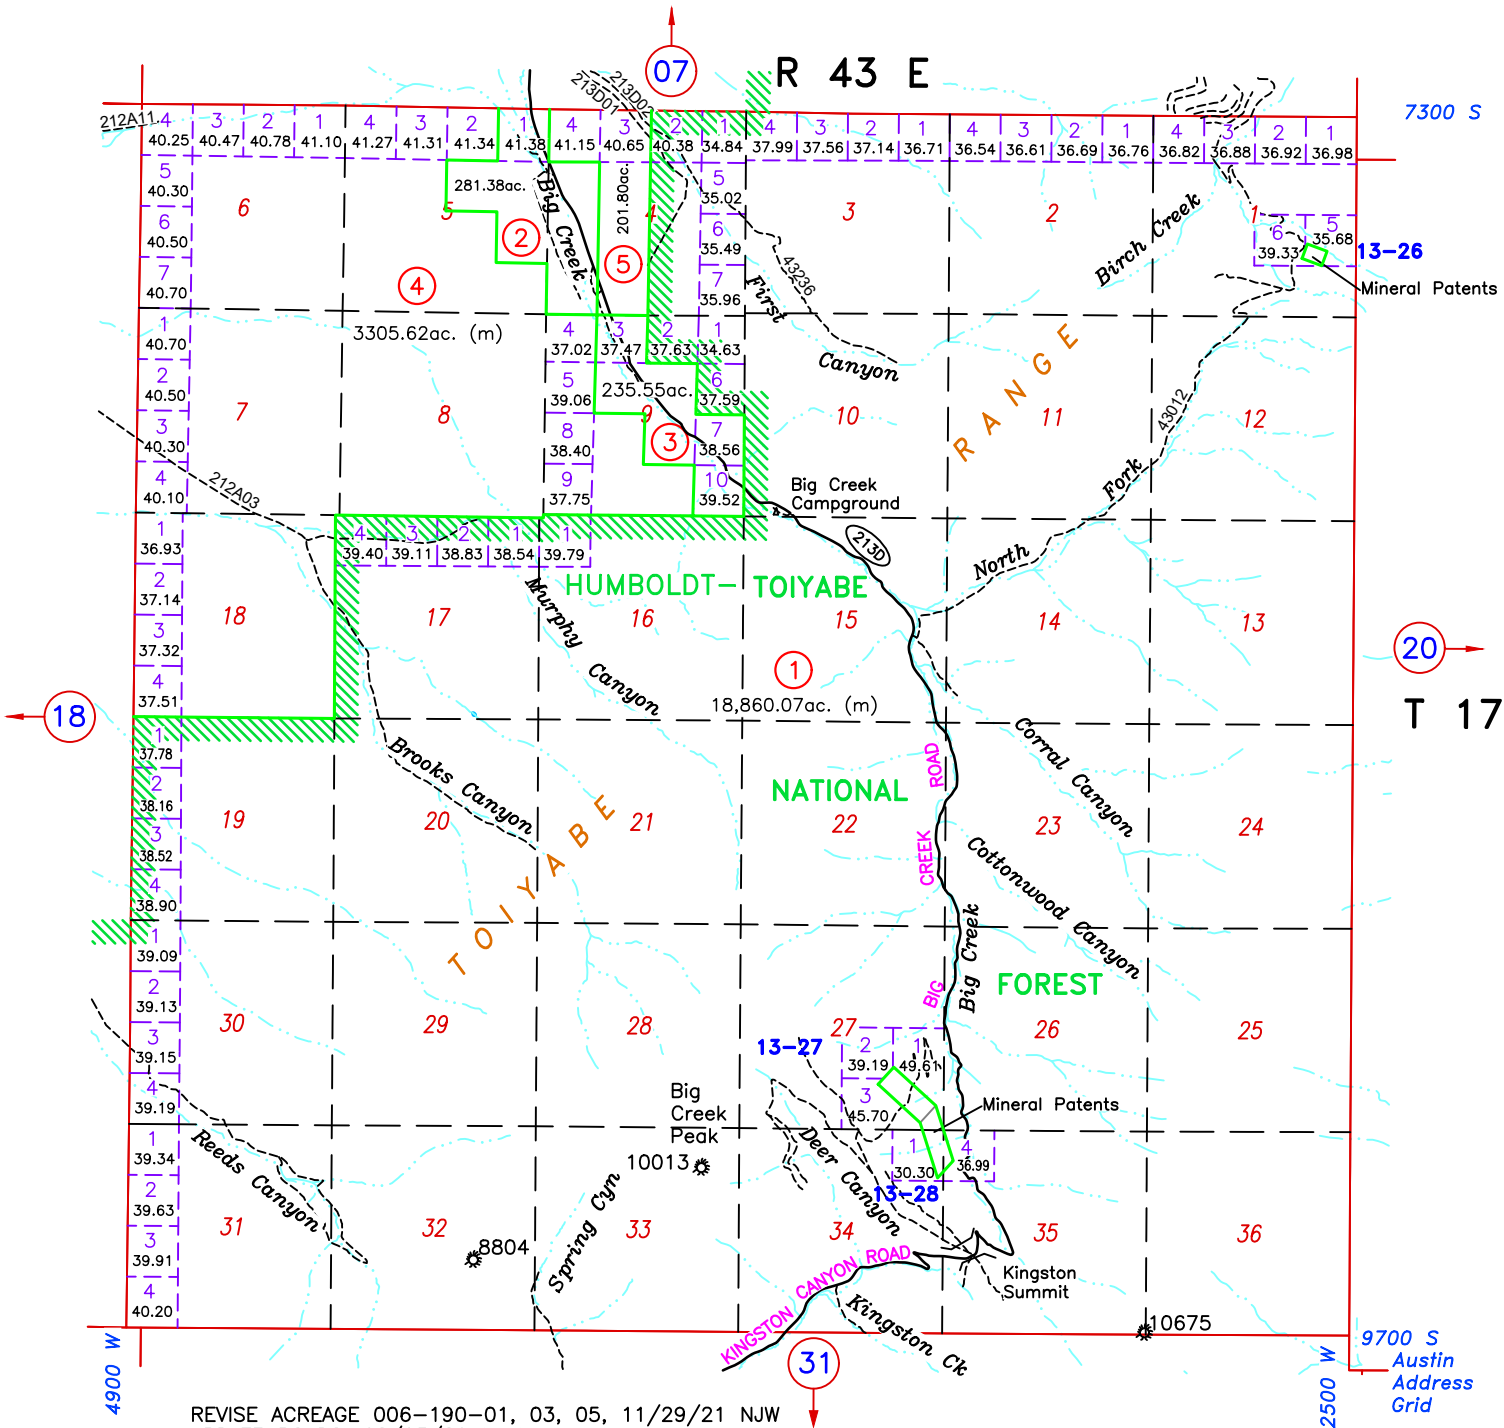 07
R 43 E
7300 S
212A11
213D01
213D02
4 3 2 1 4 3 2 1 4 3 2 1 4 3 2 1 4 3 2 1 4 3 2 1
40.25 40.47 40.78 41.10 41.27 41.31 41.34 41.38 41.15 40.65 40.38 34.84 37.99 37.56 37.14 36.71 36.54 36.61 36.69 36.76 36.82 36.88 36.92 36.98
5
40.30
6
40.50
7
40.70
6
5
4
3
2
1
281.38ac.
2
201.80ac.
5
Big Creek
5
35.02
6
35.49
7
35.96
First Canyon
43236
Birch Creek
6
39.33
5
35.68
13-26
Mineral Patents
4
3305.62ac. (m)
1
40.70
2
40.50
3
40.30
4
40.10
4
37.02
3
37.47
2
37.63
1
34.63
5
39.06
235.55ac.
6
37.59
8
38.40
3
7
38.56
9
37.75
10
39.52
7
8
9
10
11
12
RANGE
43012
North Fork
212A03
Big Creek
Campground
213D
1
36.93
2
37.14
3
37.32
4
37.51
4
39.40
3
39.11
2
38.83
1
38.54
1
39.79
HUMBOLDT- TOIYABE
Murphy Canyon
18
17
16
15
14
13
1
18,860.07ac. (m)
20
18
T 17
1
37.78
2
38.16
3
38.52
4
38.90
Brooks Canyon
Corral Canyon
BIG CREEK ROAD
NATIONAL
19
20
21
22
23
24
TOIYABE
Cottonwood Canyon
Big Creek
FOREST
1
39.09
2
39.13
3
39.15
4
39.19
30
29
28
27
26
25
13-27
2
39.19
1
49.61
3
45.70
Mineral Patents
Big
Creek
Peak
10013
Deer Canyon
1
30.30
4
36.99
13-28
1
39.34
2
39.63
3
39.91
4
40.20
Reeds Canyon
31
32
33
34
35
36
8804
Spring Cyn
KINGSTON CANYON ROAD
Kingston
Summit
Kingston Ck
10675
31
4900 W
2500 W
9700 S
Austin
Address
Grid
REVISE ACREAGE 006-190-01, 03, 05, 11/29/21 NJW